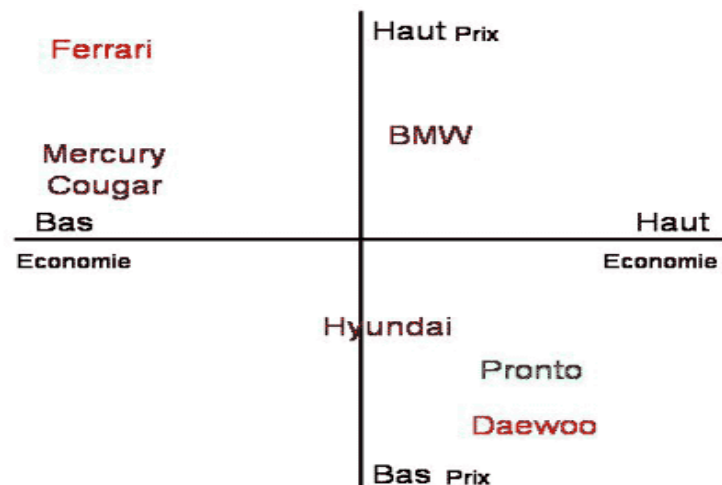 Ferrari
Haut Prix
BMW
Mercury
Cougar
Bas
Haut
Economie
Economie
Hyundai
Pronto
Daewoo
Bas Prix